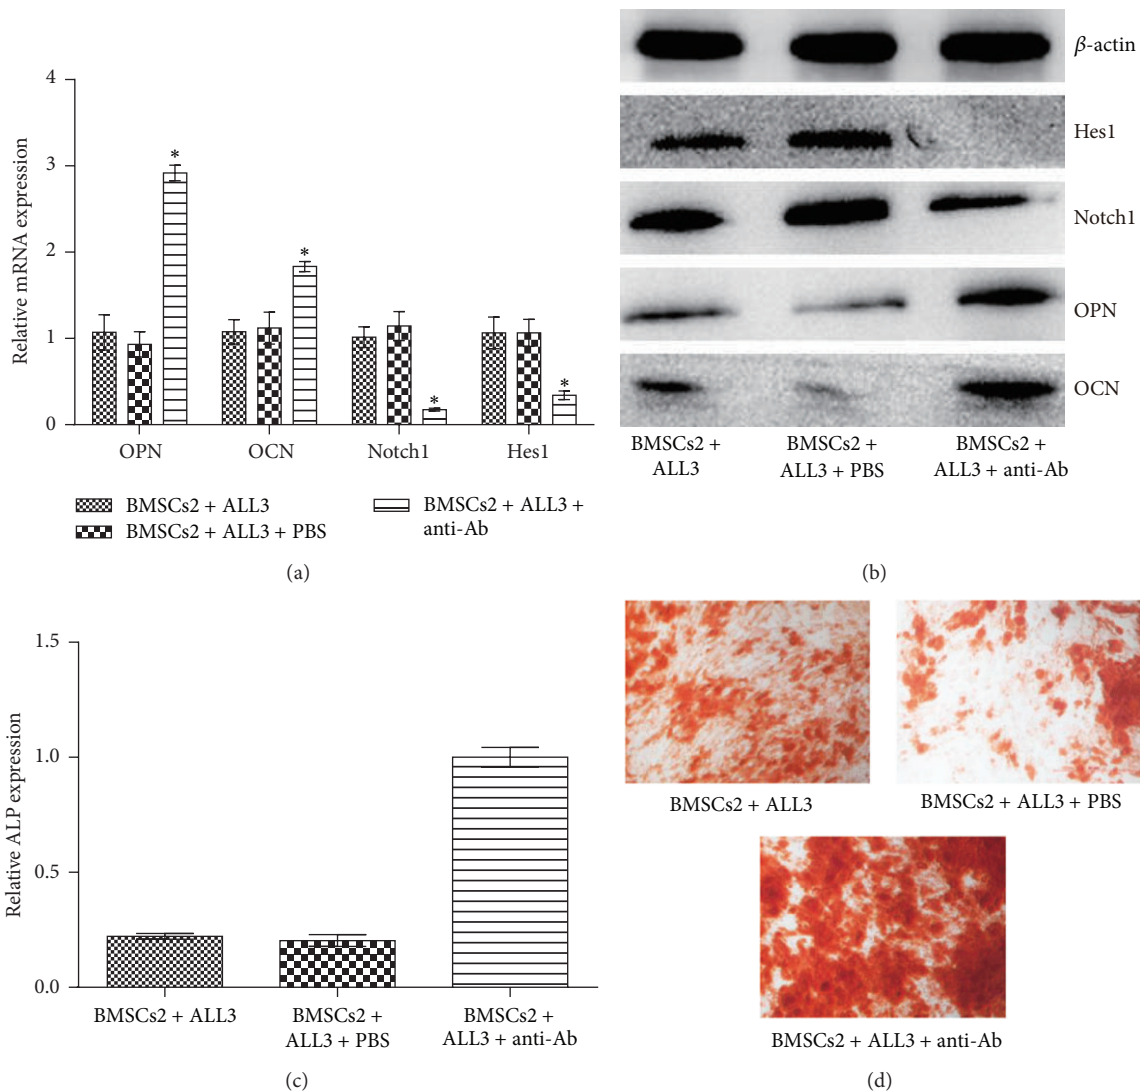 4
3
2
1
0
Relative mRNA expression
*
*
*
*
OPN
OCN
Notch1
Hes1
BMSCs2 + ALL3
BMSCs2 + ALL3 + PBS
BMSCs2 + ALL3 +
anti-Ab
(a)
β-actin
Hes1
Notch1
OPN
OCN
BMSCs2 +
ALL3
BMSCs2 +
ALL3 + PBS
BMSCs2 +
ALL3 + anti-Ab
(b)
1.5
1.0
0.5
0.0
Relative ALP expression
BMSCs2 + ALL3
BMSCs2 +
ALL3 + PBS
BMSCs2 +
ALL3 + anti-Ab
(c)
BMSCs2 + ALL3
BMSCs2 + ALL3 + PBS
BMSCs2 + ALL3 + anti-Ab
(d)